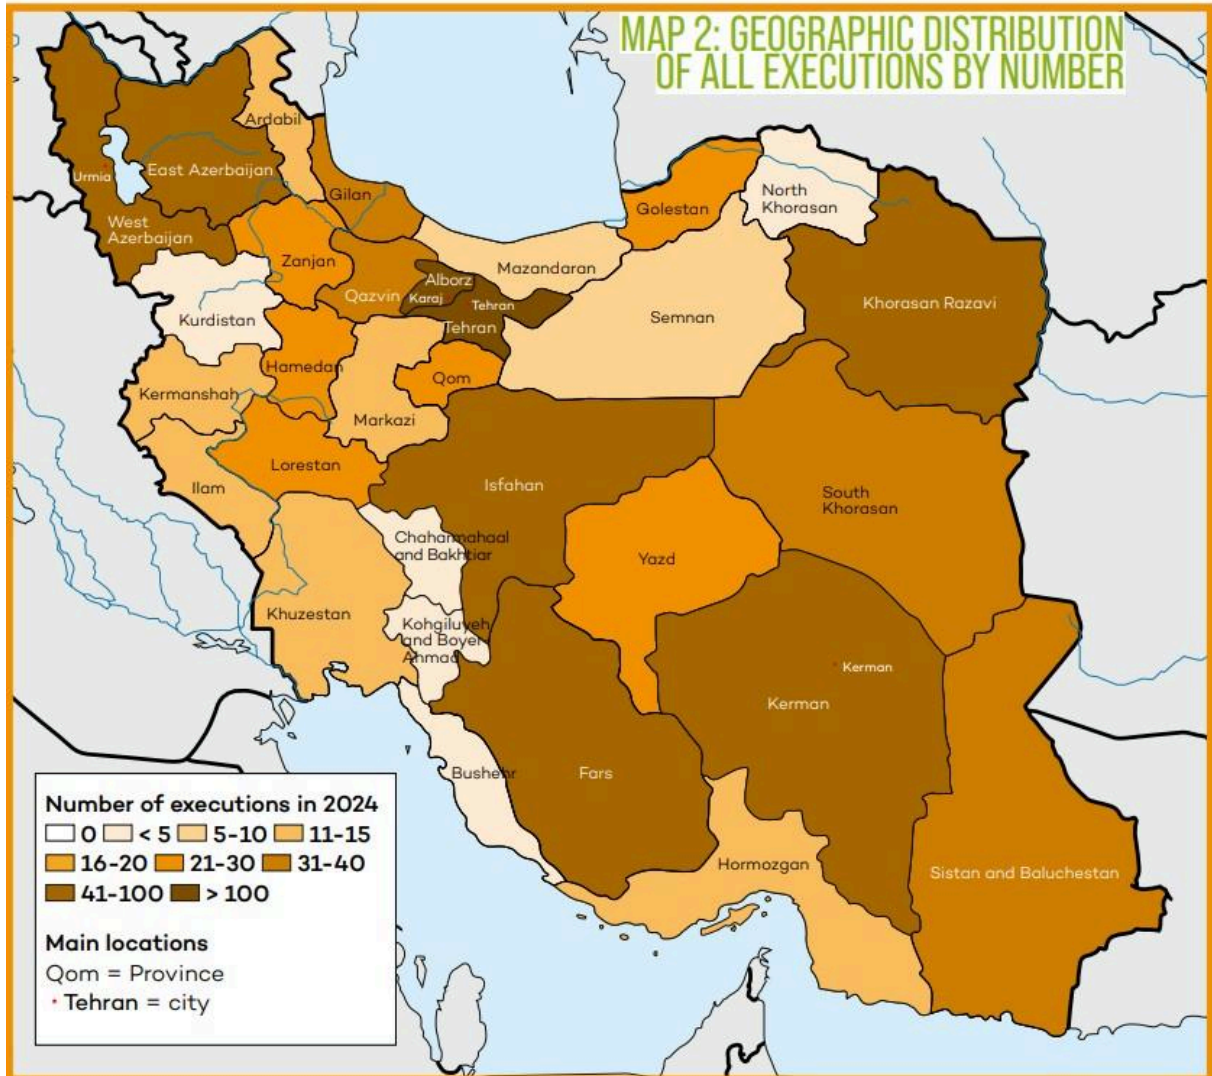 MAP 2: GEOGRAPHIC DISTRIBUTION
OF ALL EXECUTIONS BY NUMBER
Ardabil
Urmia
East Azerbaijan
Gilan
West
Azerbaijan
Golestan
North
Khorasan
Zanjan
Mazandaran
Alborz
Qazvin
Karaj
Tehran
Tehran
Khorasan Razavi
Kurdistan
Semnan
Hamedan
Qom
Kermanshah
Markazi
Lorestan
Ilam
Isfahan
South
Khorasan
Chaharmahaal
and Bakhtiar
Yazd
Khuzestan
Kohgiluyeh
and Boyer
Ahmad
Kerman
Kerman
Bushehr
Fars
Hormozgan
Sistan and Baluchestan
Number of executions in 2024
0 < 5 5-10 11-15
16-20 21-30 31-40
41-100 > 100
Main locations
Qom = Province
Tehran = city